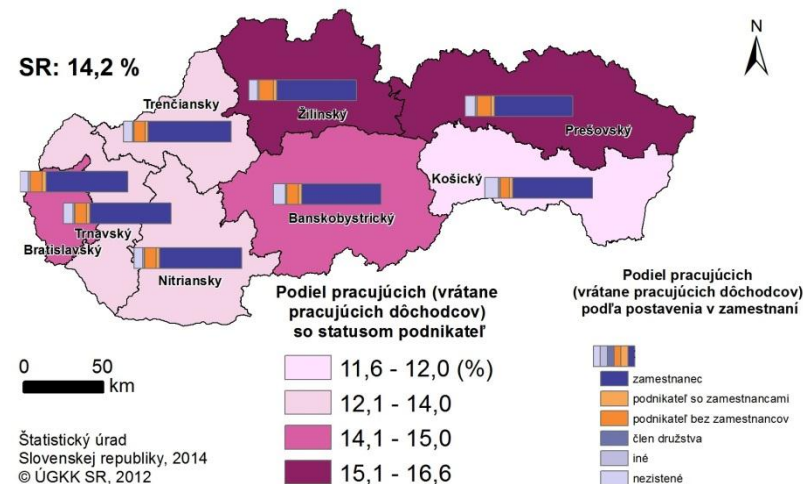 N
SR: 14,2 %
Trenčiansky
Žilinský
Prešovský
Košický
Banskobystrický
Trnavský
Bratislavský
Nitriansky
Podiel pracujúcich (vrátane
pracujúcich dôchodcov)
so statusom podnikateľ
11,6 - 12,0 (%)
12,1 - 14,0
14,1 - 15,0
15,1 - 16,6
Podiel pracujúcich
(vrátane pracujúcich dôchodcov)
podľa postavenia v zamestnaní
zamestnanec
podnikateľ so zamestnancami
podnikateľ bez zamestnancov
člen družstva
iné
nezistené
0 50
km
Štatistický úrad
Slovenskej republiky, 2014
© ÚGKK SR, 2012